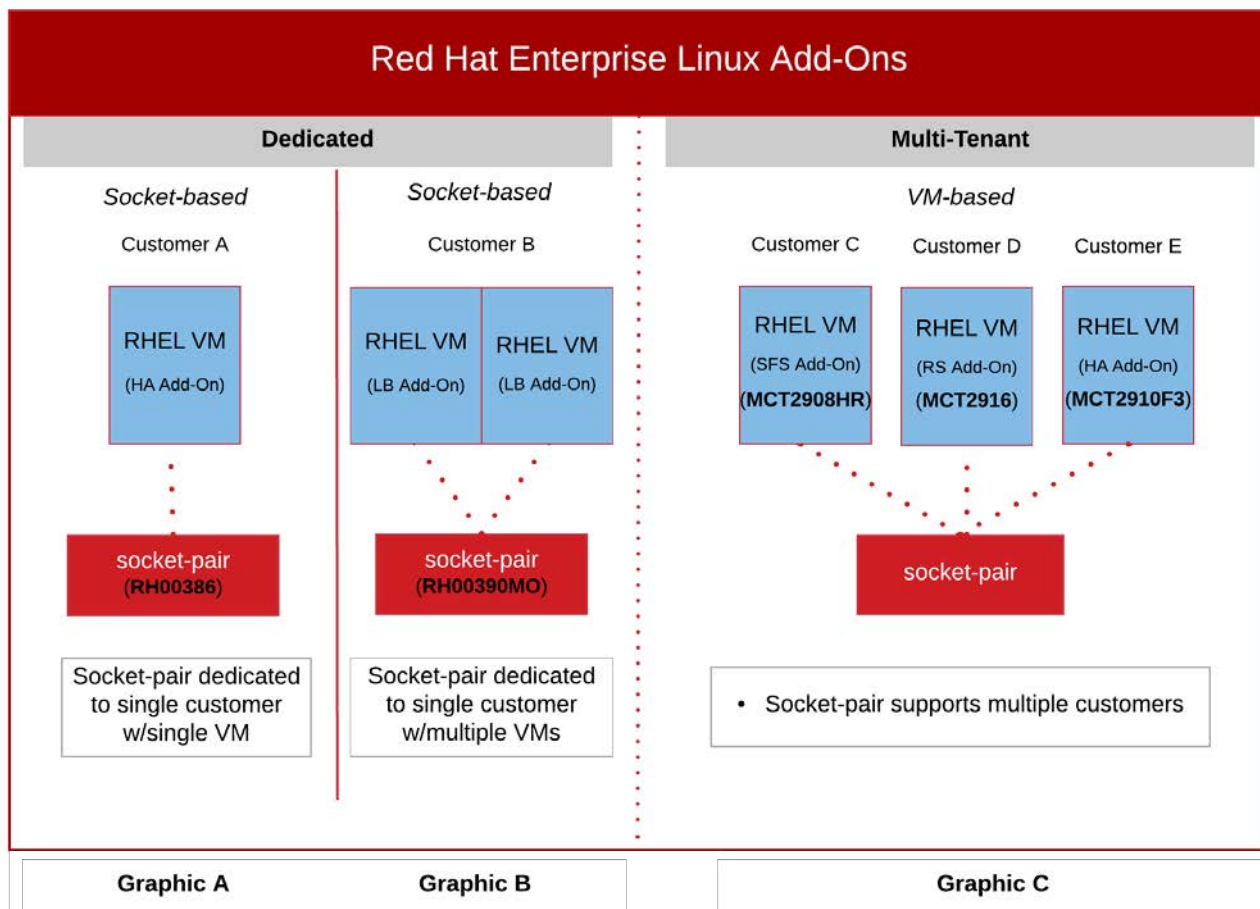 Red Hat Enterprise Linux Add-Ons
Dedicated
Socket-based
Customer A
RHEL VM
(HA Add-On)
socket-pair
(RH00386)
Socket-pair dedicated
to single customer
w/single VM
Socket-based
Customer B
RHEL VM
(LB Add-On)
RHEL VM
(LB Add-On)
socket-pair
(RH00390MO)
Socket-pair dedicated
to single customer
w/multiple VMs
Multi-Tenant
VM-based
Customer C
RHEL VM
(SFS Add-On)
(MCT2908HR)
Customer D
RHEL VM
(RS Add-On)
(MCT2916)
Customer E
RHEL VM
(HA Add-On)
(MCT2910F3)
socket-pair
• Socket-pair supports multiple customers
Graphic A
Graphic B
Graphic C